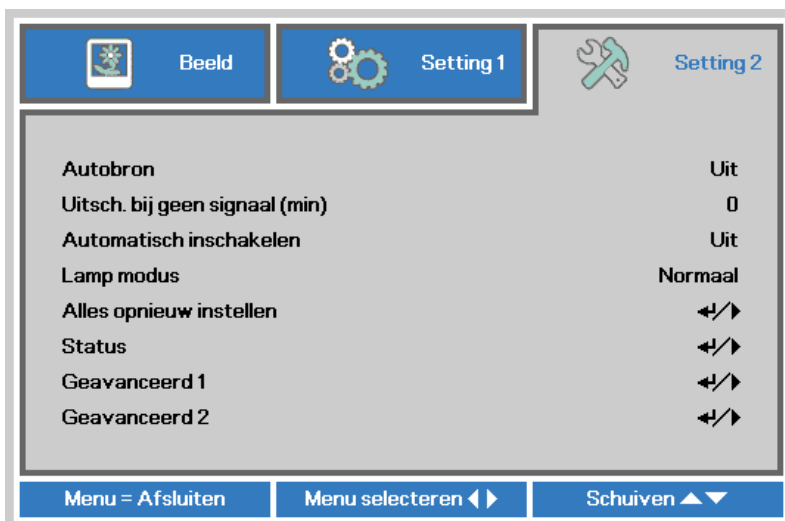 Beeld
Setting 1
Setting 2
Autobron Uit
Uitsch. bij geen signaal (min) 0
Automatisch inschakelen Uit
Lamp modus Normaal
Alles opnieuw instellen ↵/▶
Status ↵/▶
Geavanceerd 1 ↵/▶
Geavanceerd 2 ↵/▶
Menu = Afsluiten
Menu selecteren ◀▶
Schuiven ▲▼